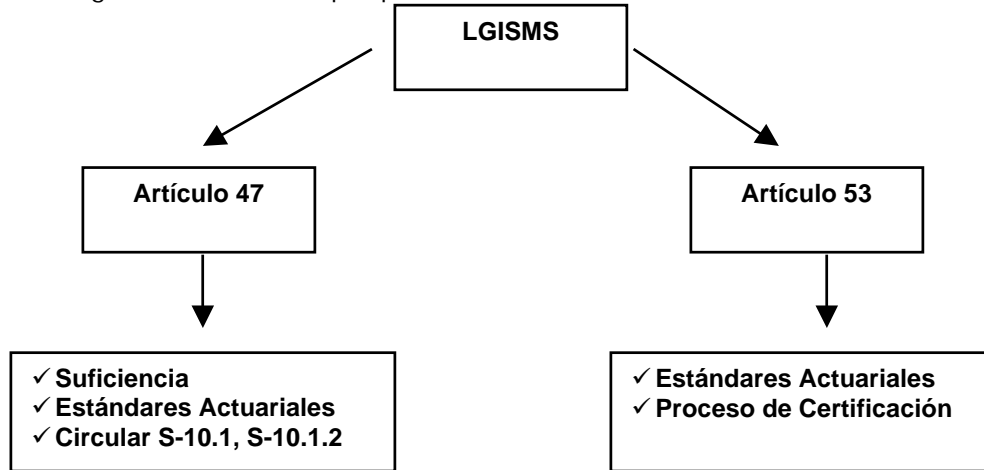 LGISMS
Artículo 47
Artículo 53
✓ Suficiencia
✓ Estándares Actuariales
✓ Circular S-10.1, S-10.1.2
✓ Estándares Actuariales
✓ Proceso de Certificación